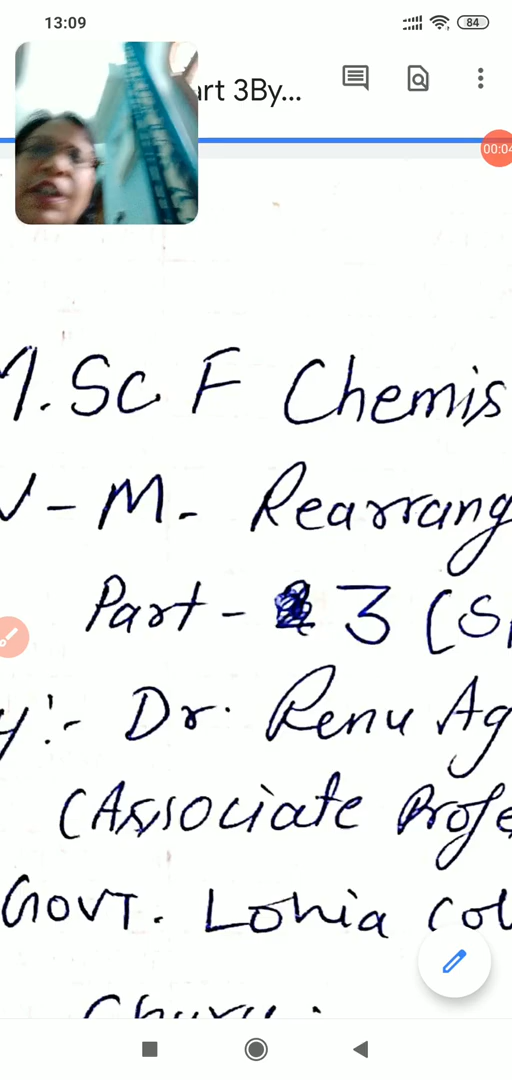 13:09
84
art 3By...
00:04
M.Sc F Chemis
V-M. Rearrang
Part- 3 (S
y:- Dr. Renu Ag
(Associate Profe
Govt. Lohia Col
Churu.